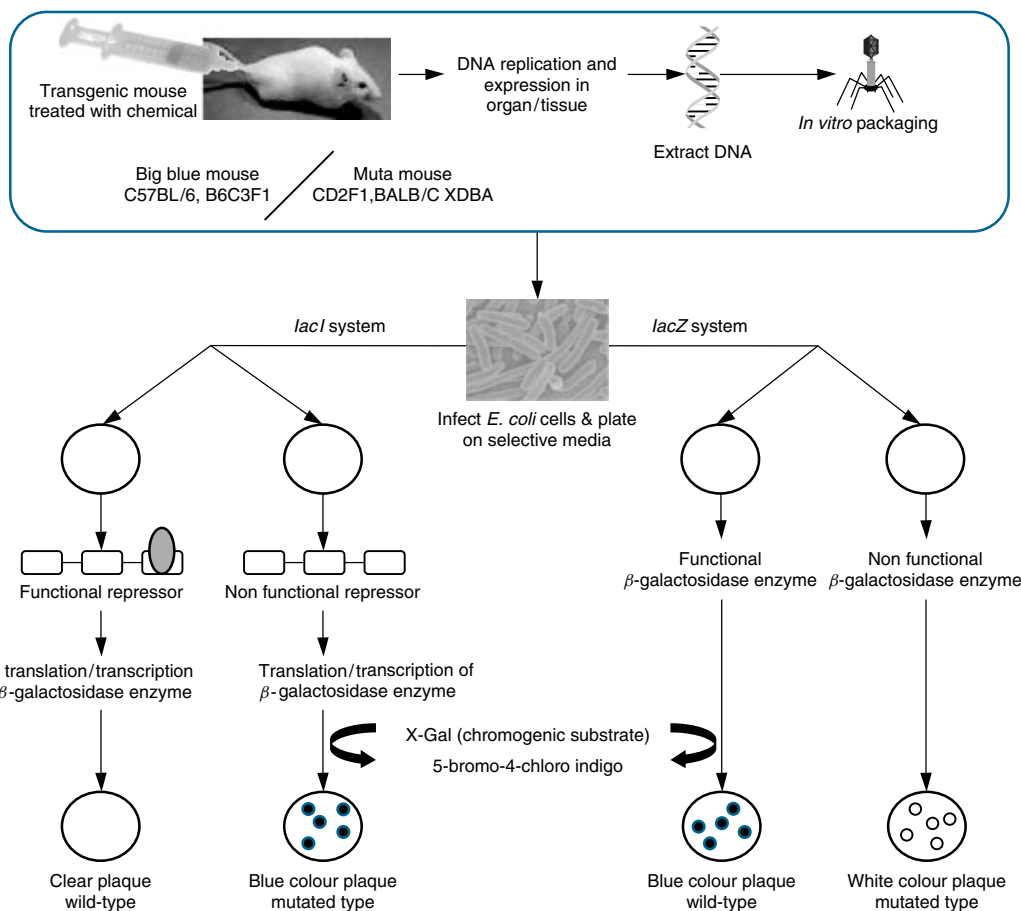 Transgenic mouse
treated with chemical
DNA replication and
expression in
organ/tissue
Extract DNA
In vitro packaging
Big blue mouse
C57BL/6, B6C3F1
Muta mouse
CD2F1,BALB/C XDBA
lacI system
lacZ system
Infect E. coli cells & plate
on selective media
Functional repressor
Non functional repressor
Functional
β-galactosidase enzyme
Non functional
β-galactosidase enzyme
translation/transcription
β-galactosidase enzyme
Translation/transcription of
β-galactosidase enzyme
X-Gal (chromogenic substrate)
5-bromo-4-chloro indigo
Clear plaque
wild-type
Blue colour plaque
mutated type
Blue colour plaque
wild-type
White colour plaque
mutated type